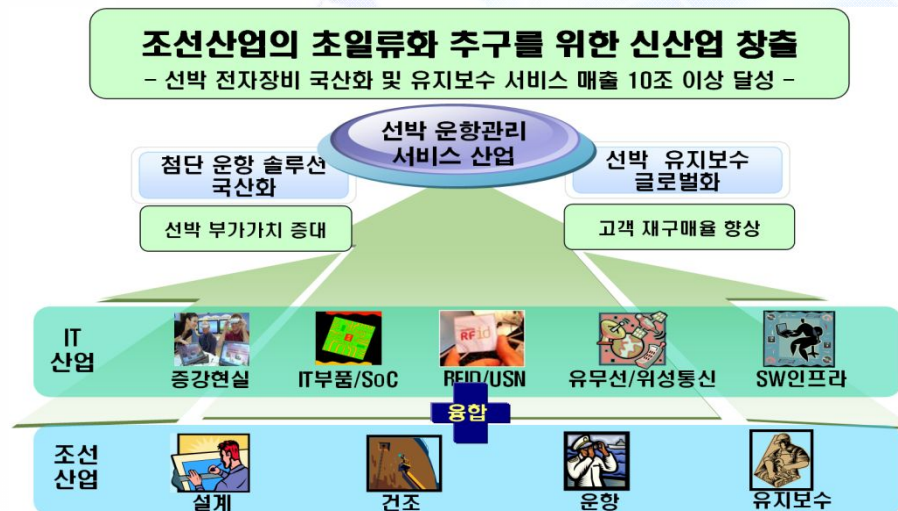 조선산업의 초일류화 추구를 위한 신산업 창출
- 선박 전자장비 국산화 및 유지보수 서비스 매출 10조 이상 달성 -
선박 운항관리
서비스 산업
첨단 운항 솔루션
국산화
선박 유지보수
글로벌화
선박 부가가치 증대
고객 재구매율 향상
IT
산업
RFid
증강현실
IT부품/SoC
RFID/USN
유무선/위성통신
SW인프라
융합
조선
산업
설계
건조
운항
유지보수